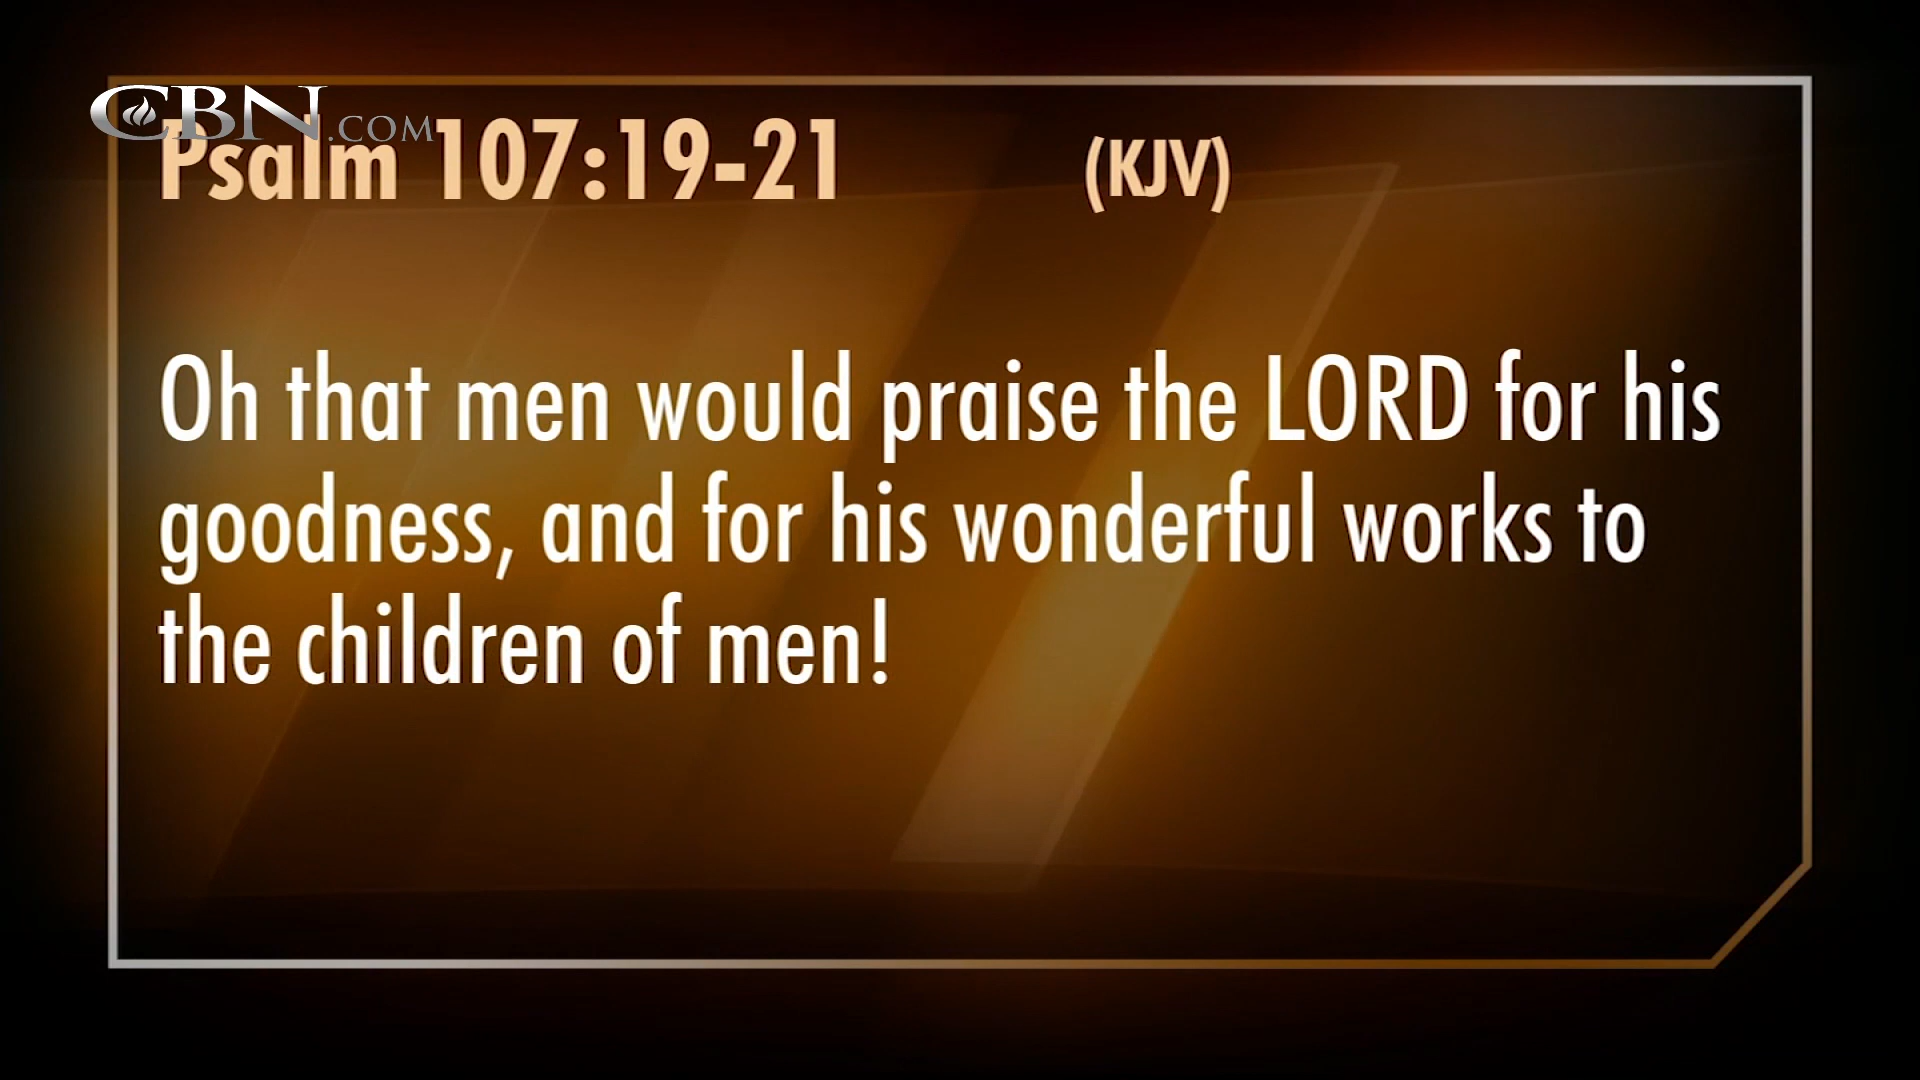 CBN.COM
Psalm 107:19-21 (KJV)
Oh that men would praise the LORD for his
goodness, and for his wonderful works to
the children of men!